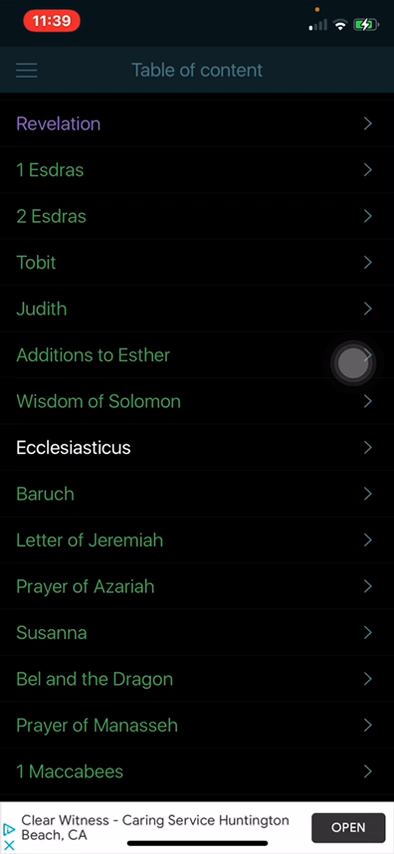 11:39
Table of content
Revelation
1 Esdras
2 Esdras
Tobit
Judith
Additions to Esther
Wisdom of Solomon
Ecclesiasticus
Baruch
Letter of Jeremiah
Prayer of Azariah
Susanna
Bel and the Dragon
Prayer of Manasseh
1 Maccabees
Clear Witness - Caring Service Huntington
Beach, CA
OPEN